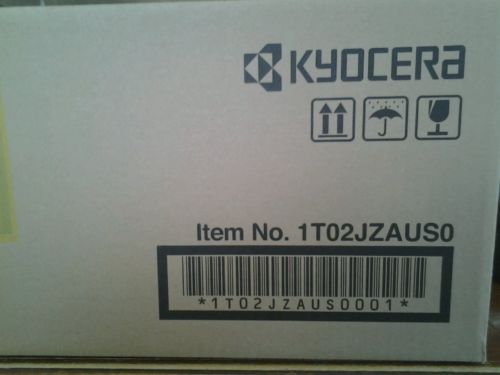 KYOCERA
Item No. 1T02JZAUS0
*1T02JZAUS0001*